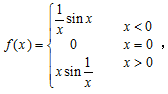 f(x) = { 1/x sin x    x < 0
0    x = 0 ,
x sin 1/x    x > 0